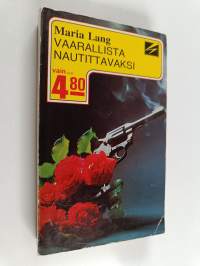 Maria Lang
VAARALLISTA
NAUTITTAVAKSI
vain...
4 80